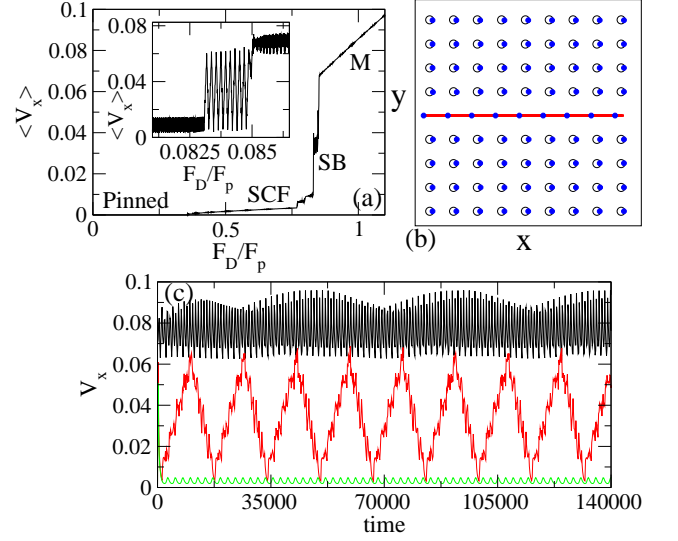 0.1
0.08
0.06
0.04
0.02
0
<V_x>
0.08
0.04
0
<V_x>
0.0825 0.085
F_D/F_p
M
SB
SCF
Pinned
(a)
0 0.5 1
F_D/F_p
y
(b)
x
(c)
0.1
0.08
0.06
0.04
0.02
0
V_x
0 35000 70000 105000 140000
time